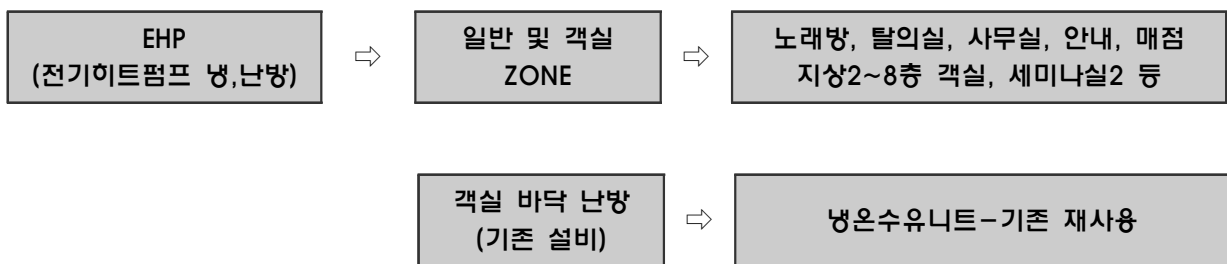 EHP
(전기히트펌프 냉,난방)
⇨
일반 및 객실
ZONE
⇨
노래방, 탈의실, 사무실, 안내, 매점
지상2~8층 객실, 세미나실2 등
객실 바닥 난방
(기존 설비)
⇨
냉온수유니트-기존 재사용